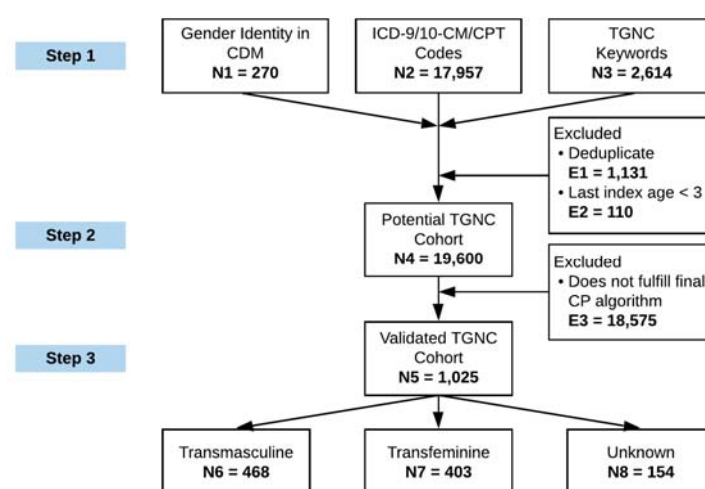 Step 1
Gender Identity in
CDM
N1 = 270
ICD-9/10-CM/CPT
Codes
N2 = 17,957
TGNC
Keywords
N3 = 2,614
Excluded
• Deduplicate
E1 = 1,131
• Last index age < 3
E2 = 110
Step 2
Potential TGNC
Cohort
N4 = 19,600
Excluded
• Does not fulfill final
CP algorithm
E3 = 18,575
Step 3
Validated TGNC
Cohort
N5 = 1,025
Transmasculine
N6 = 468
Transfeminine
N7 = 403
Unknown
N8 = 154